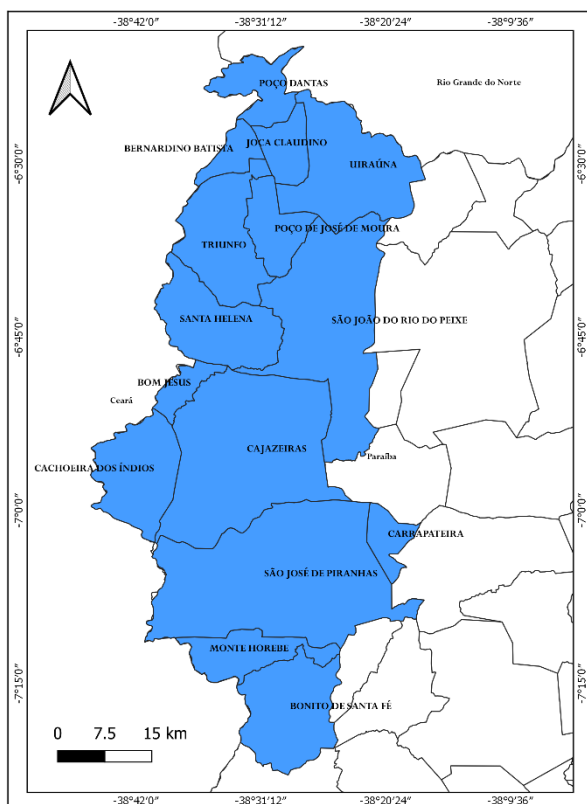 -38°42'0" -38°31'12" -38°20'24" -38°9'36"
POÇO DANTAS
Rio Grande do Norte
JOCA CLAUDINO
BERNARDINO BATISTA
UIRAÚNA
-6°30'0" -6°30'0"
POÇO DE JOSÉ DE MOURA
TRIUNFO
SANTA HELENA
SÃO JOÃO DO RIO DO PEIXE
-6°45'0" -6°45'0"
BOM JESUS
Ceará
CAJAZEIRAS
Paraíba
CACHOEIRA DOS ÍNDIOS
-7°0'0" -7°0'0"
CARRAPATEIRA
SÃO JOSÉ DE PIRANHAS
MONTE HOREBE
-7°15'0" -7°15'0"
BONITO DE SANTA FÉ
0 7.5 15 km
-38°42'0" -38°31'12" -38°20'24" -38°9'36"